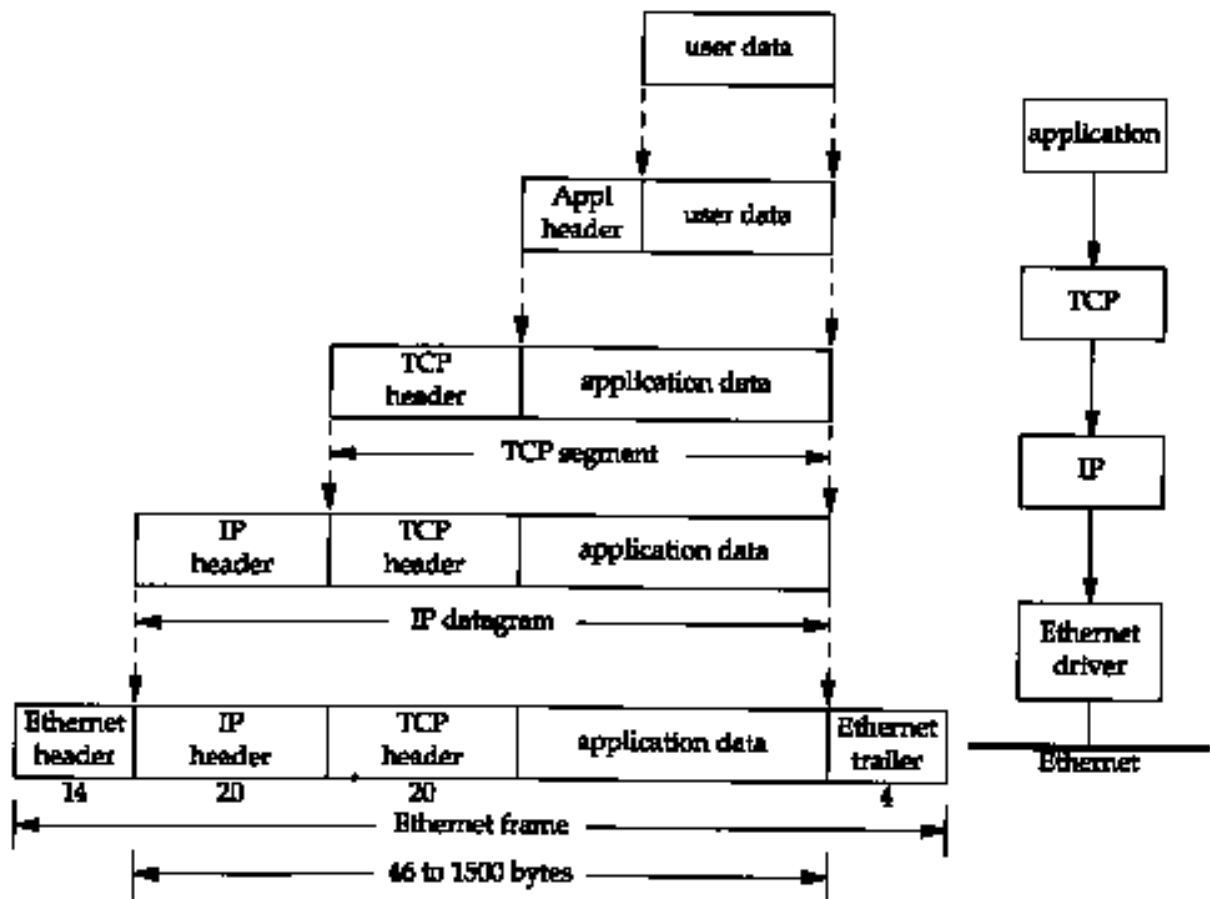 user data
application
Appl
header
user data
TCP
TCP
header
application data
TCP segment
IP
IP
header
TCP
header
application data
IP datagram
Ethernet
driver
Ethernet
header
IP
header
TCP
header
application data
Ethernet
trailer
Ethernet
14
20
20
4
Ethernet frame
46 to 1500 bytes